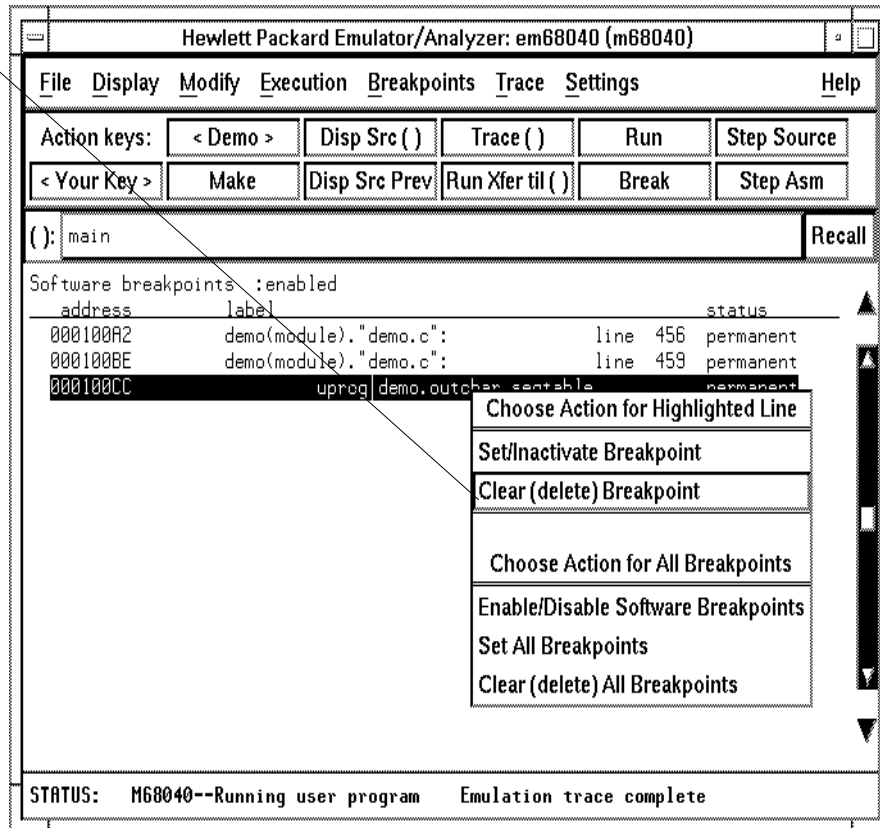 Hewlett Packard Emulator/Analyzer: em68040 (m68040)
File Display Modify Execution Breakpoints Trace Settings Help
Action keys: < Demo > Disp Src ( ) Trace ( ) Run Step Source
< Your Key > Make Disp Src Prev Run Xfer til ( ) Break Step Asm
( ): main Recall
Software breakpoints :enabled
address label status
000100A2 demo(module)."demo.c": line 456 permanent
000100BE demo(module)."demo.c": line 459 permanent
000100CC uprog|demo.outchar_segtable permanent
Choose Action for Highlighted Line
Set/Inactivate Breakpoint
Clear (delete) Breakpoint
Choose Action for All Breakpoints
Enable/Disable Software Breakpoints
Set All Breakpoints
Clear (delete) All Breakpoints
STATUS: M68040--Running user program Emulation trace complete